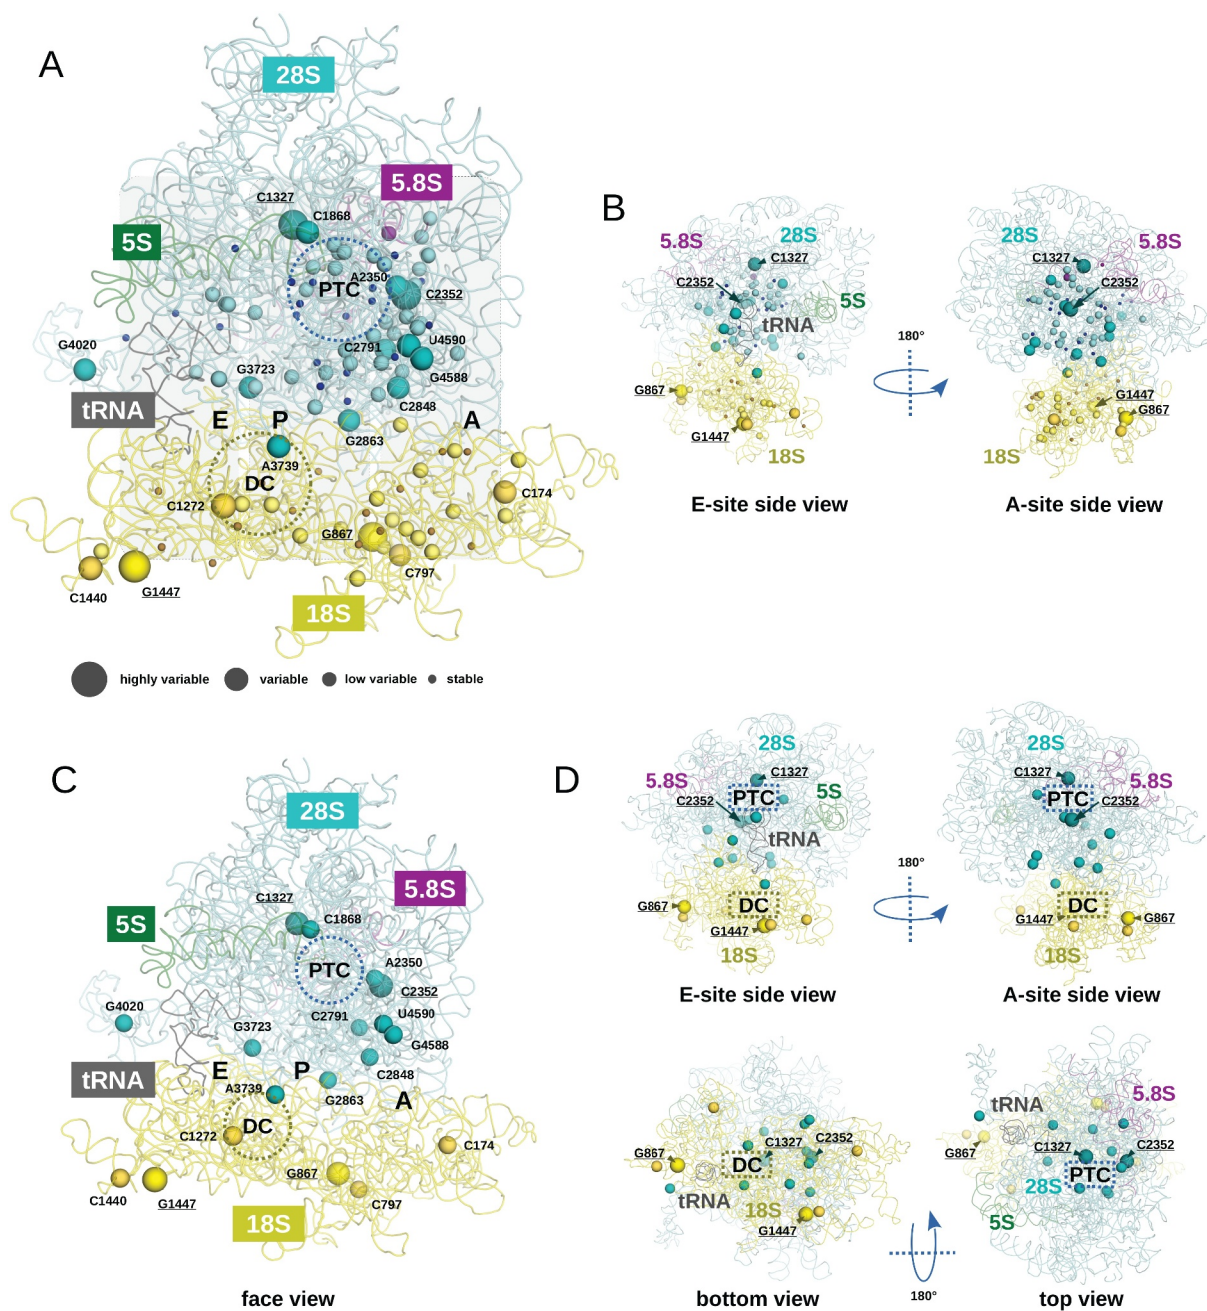 A
28S
5.8S
C1327
C1868
5S
A2350
PTC
C2352
G4020
C2791
U4590
G3723
G4588
C2848
tRNA
E
P
A
G2863
A3739
DC
C1272
C174
G867
C797
C1440
G1447
18S
highly variable
variable
low variable
stable
B
5.8S
28S
C1327
C2352
5S
tRNA
G867
G1447
18S
E-site side view
180°
28S
5.8S
C1327
C2352
G1447
G867
18S
A-site side view
C
28S
5.8S
C1327
C1868
5S
PTC
A2350
C2352
G4020
C2791
U4590
G3723
G4588
C2848
tRNA
E
P
A
A3739
G2863
DC
C1272
C174
G867
C797
C1440
G1447
18S
face view
D
28S
5.8S
C1327
C2352
PTC
5S
tRNA
G867
DC
G1447
18S
E-site side view
180°
28S
C1327
5.8S
PTC
C2352
DC
G1447
G867
18S
A-site side view
G867
C1327
C2352
DC
tRNA
18S
G1447
bottom view
180°
5.8S
tRNA
G867
C1327
C2352
PTC
28S
5S
top view